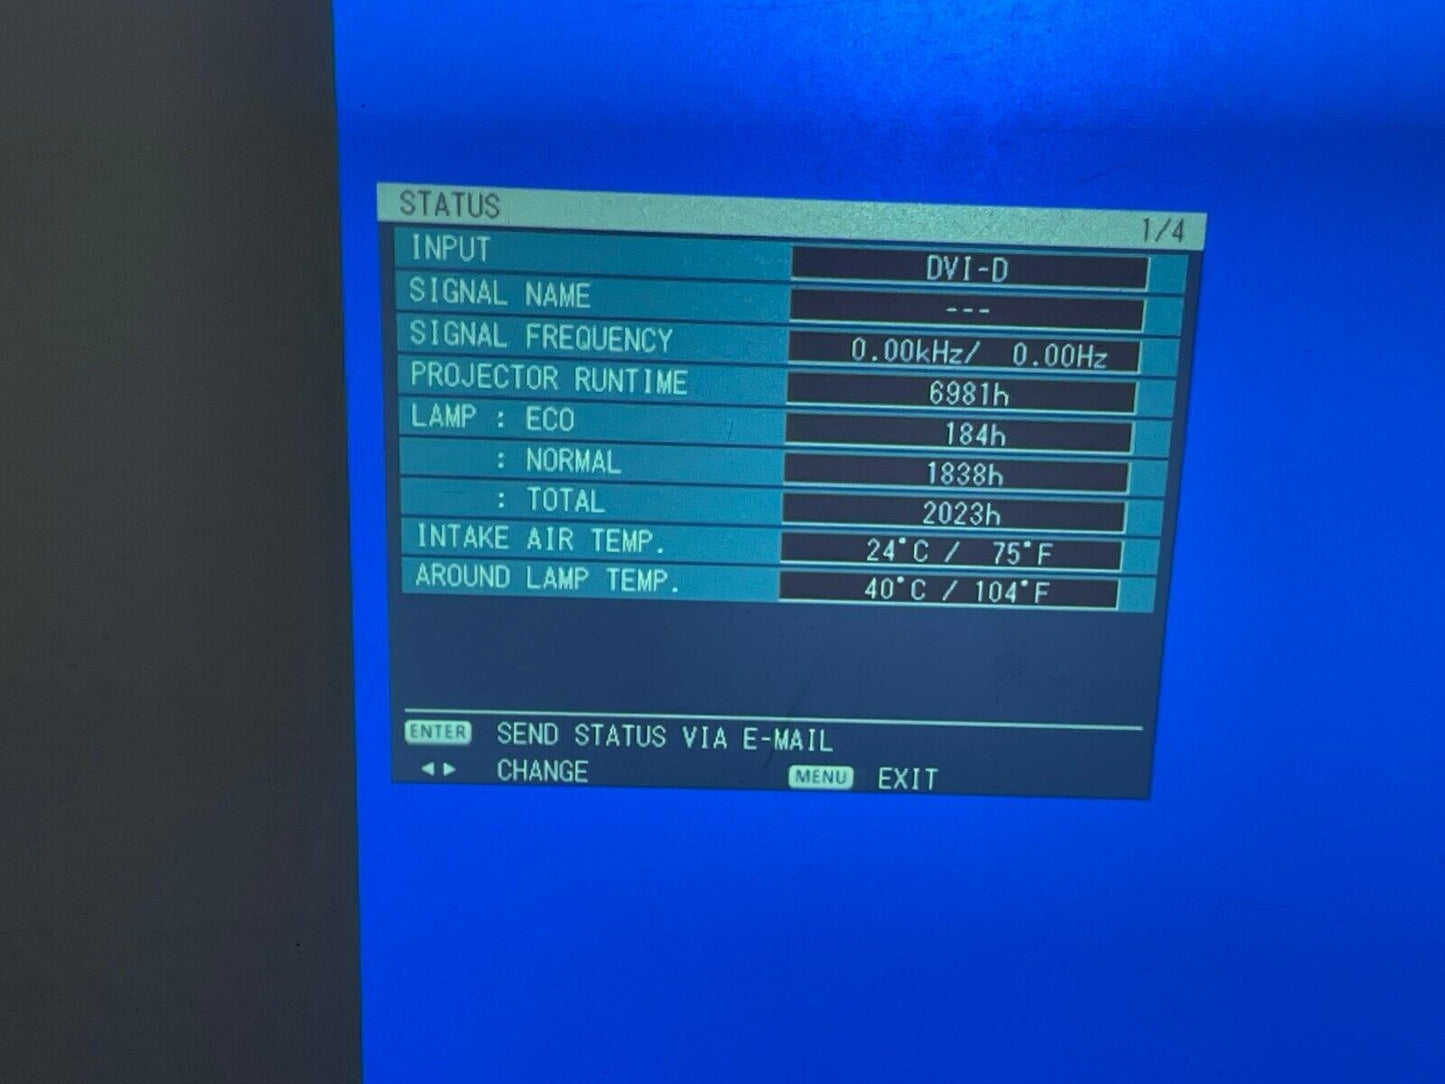 STATUS 1/4
INPUT DVI-D
SIGNAL NAME ---
SIGNAL FREQUENCY 0.00kHz/ 0.00Hz
PROJECTOR RUNTIME 6981h
LAMP : ECO 184h
: NORMAL 1838h
: TOTAL 2023h
INTAKE AIR TEMP. 24°C / 75°F
AROUND LAMP TEMP. 40°C / 104°F
ENTER SEND STATUS VIA E-MAIL
◄► CHANGE MENU EXIT